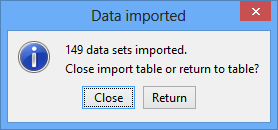 Data imported
149 data sets imported.
Close import table or return to table?
Close
Return